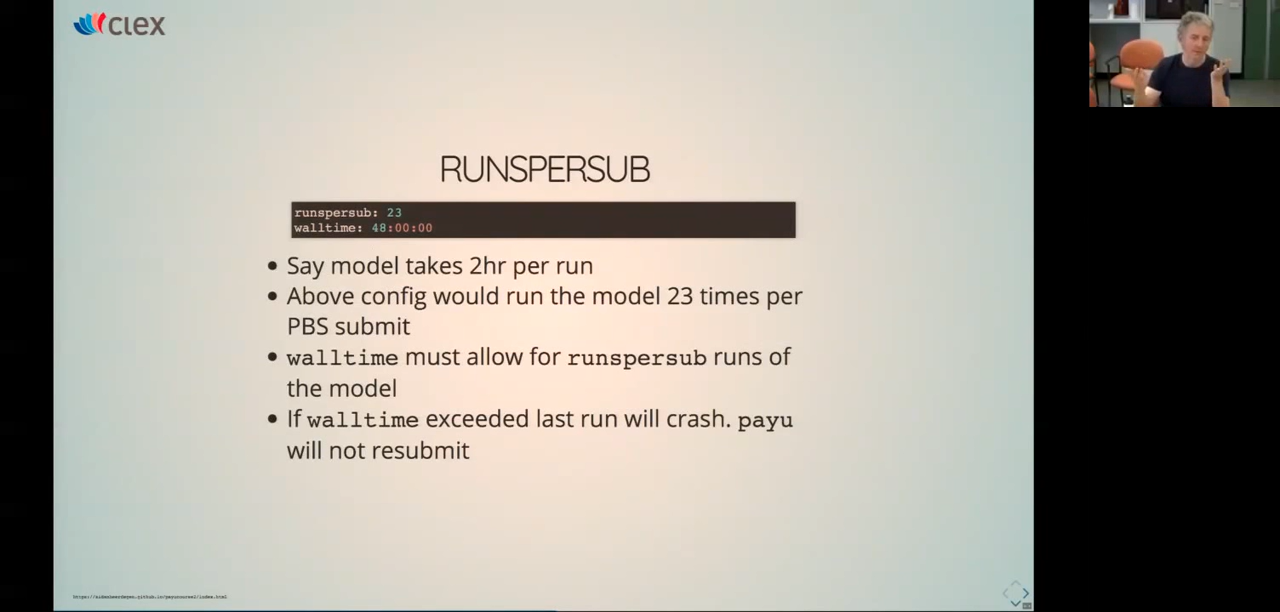 clex
RUNSPERSUB
runspersub: 23
walltime: 48:00:00
• Say model takes 2hr per run
• Above config would run the model 23 times per
PBS submit
• walltime must allow for runspersub runs of
the model
• If walltime exceeded last run will crash. payu
will not resubmit